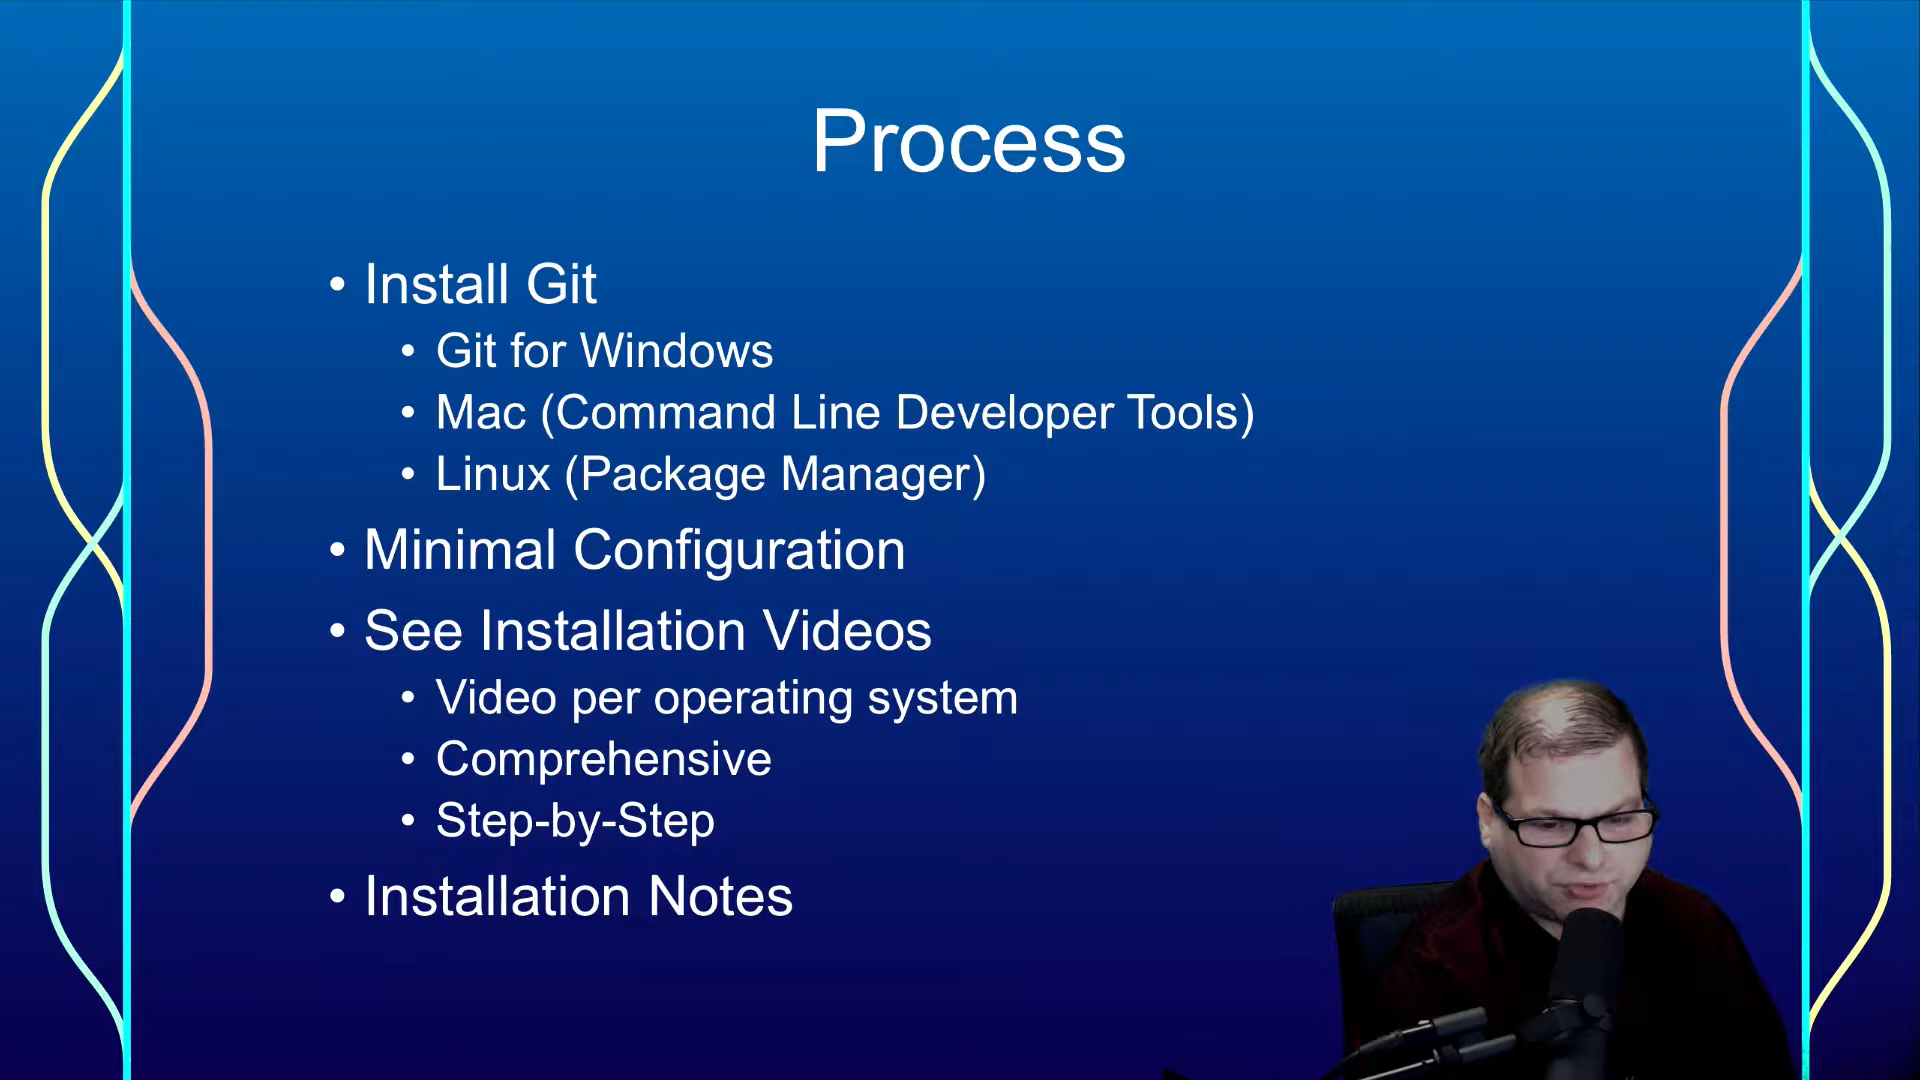 Process
• Install Git
• Git for Windows
• Mac (Command Line Developer Tools)
• Linux (Package Manager)
• Minimal Configuration
• See Installation Videos
• Video per operating system
• Comprehensive
• Step-by-Step
• Installation Notes